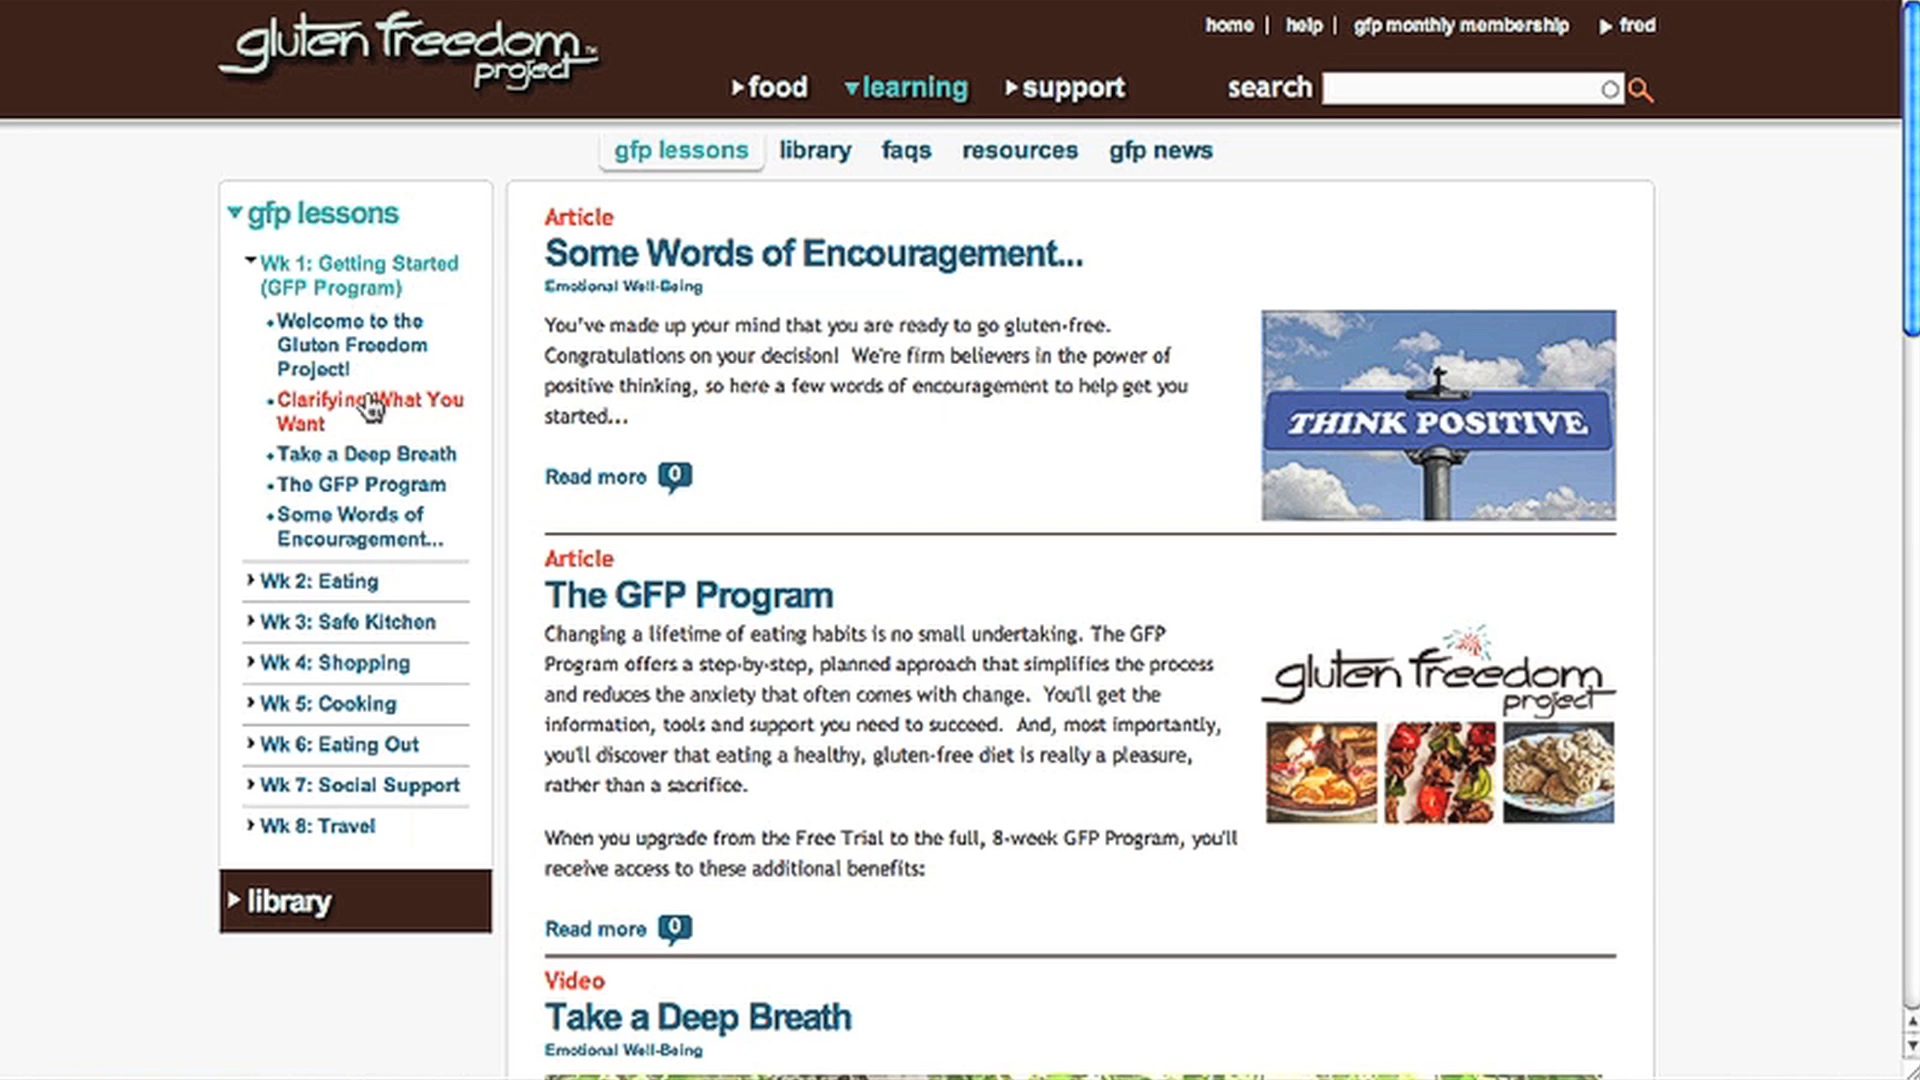 gluten freedom project™
home | help | gfp monthly membership fred
food learning support search
gfp lessons library faqs resources gfp news
gfp lessons
Wk 1: Getting Started
(GFP Program)
Welcome to the
Gluten Freedom
Project!
Clarifying What You
Want
Take a Deep Breath
The GFP Program
Some Words of
Encouragement...
Wk 2: Eating
Wk 3: Safe Kitchen
Wk 4: Shopping
Wk 5: Cooking
Wk 6: Eating Out
Wk 7: Social Support
Wk 8: Travel
library
Article
Some Words of Encouragement...
Emotional Well-Being
You've made up your mind that you are ready to go gluten-free.
Congratulations on your decision! We're firm believers in the power of
positive thinking, so here a few words of encouragement to help get you
started...
Read more 0
THINK POSITIVE
Article
The GFP Program
Changing a lifetime of eating habits is no small undertaking. The GFP
Program offers a step-by-step, planned approach that simplifies the process
and reduces the anxiety that often comes with change. You'll get the
information, tools and support you need to succeed. And, most importantly,
you'll discover that eating a healthy, gluten-free diet is really a pleasure,
rather than a sacrifice.
When you upgrade from the Free Trial to the full, 8-week GFP Program, you'll
receive access to these additional benefits:
Read more 0
gluten freedom project
Video
Take a Deep Breath
Emotional Well-Being